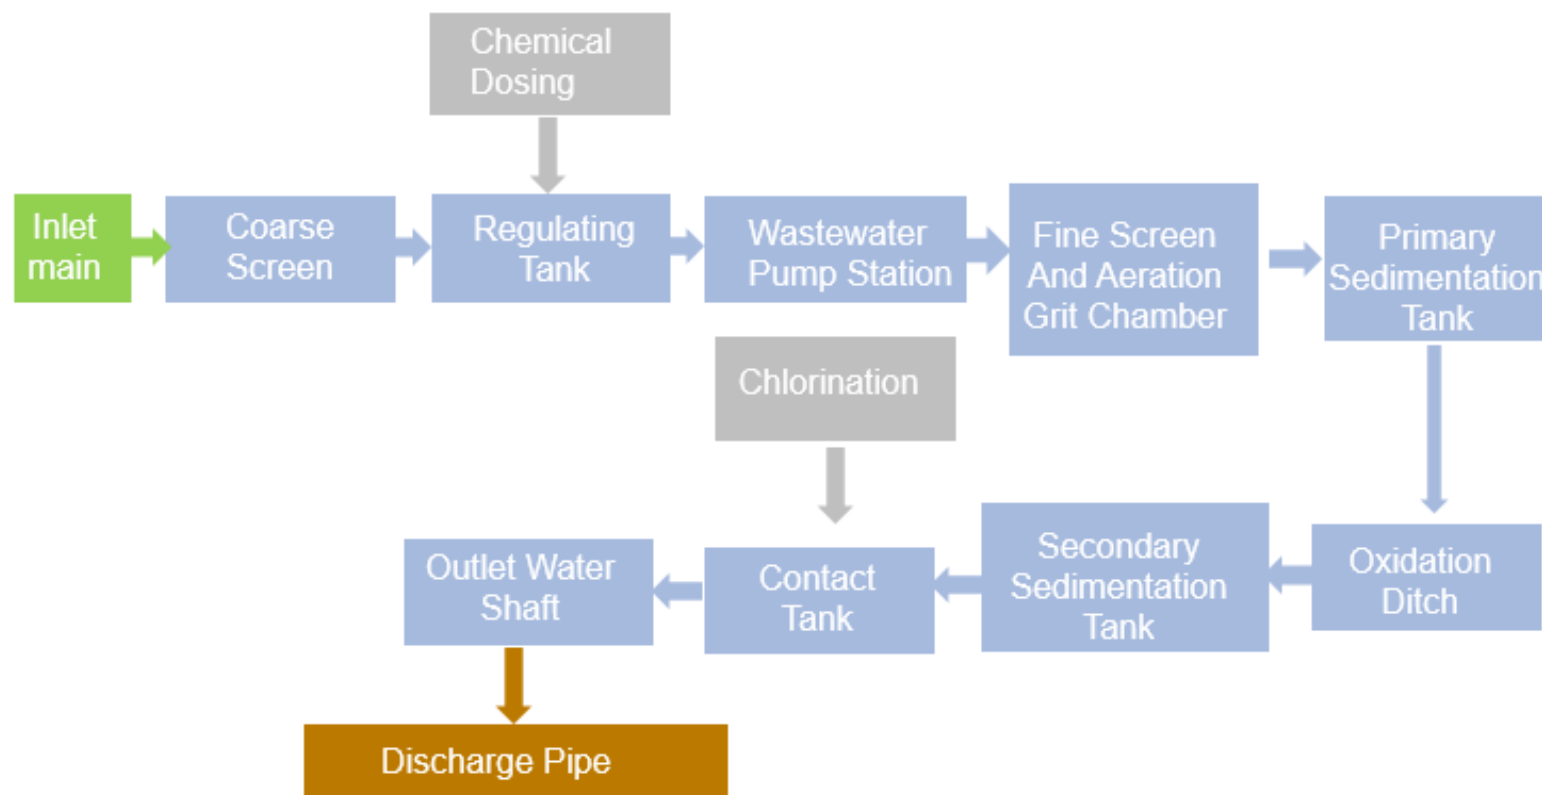 Chemical
Dosing
Inlet
main
Coarse
Screen
Regulating
Tank
Wastewater
Pump Station
Fine Screen
And Aeration
Grit Chamber
Primary
Sedimentation
Tank
Chlorination
Outlet Water
Shaft
Contact
Tank
Secondary
Sedimentation
Tank
Oxidation
Ditch
Discharge Pipe